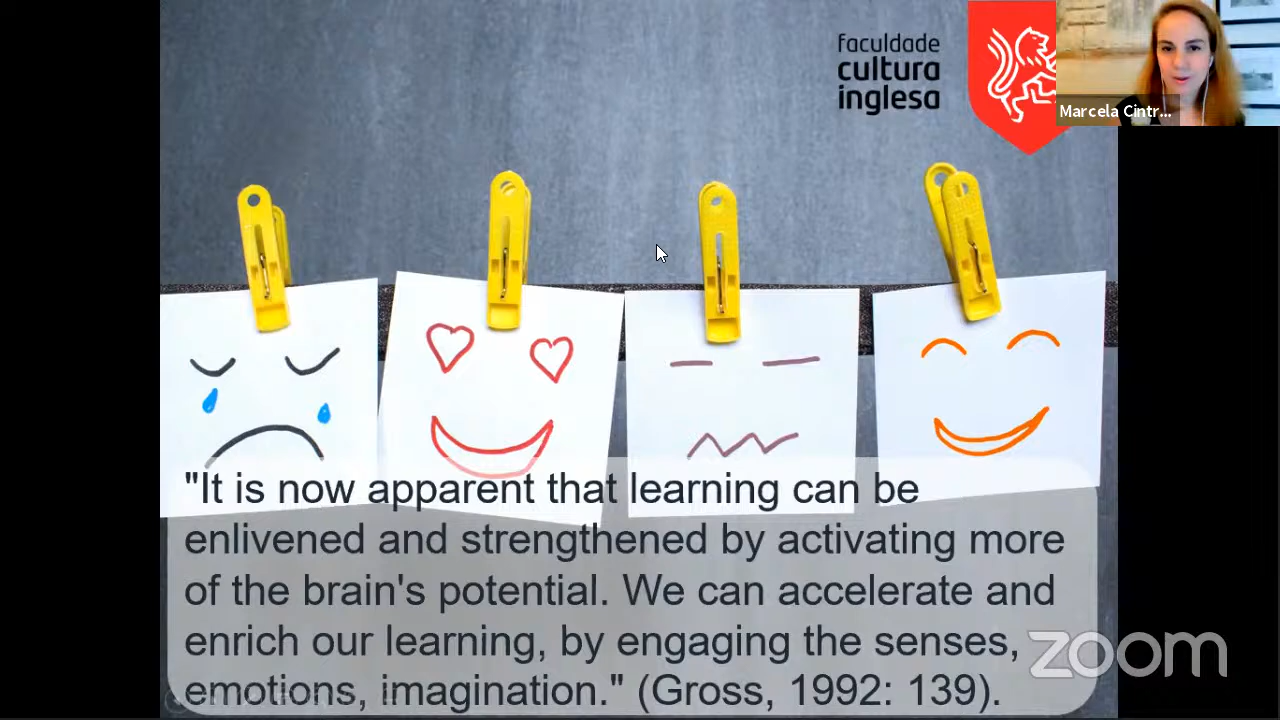 faculdade
cultura
inglesa
Marcela Cintr...
"It is now apparent that learning can be
enlivened and strengthened by activating more
of the brain's potential. We can accelerate and
enrich our learning, by engaging the senses,
emotions, imagination." (Gross, 1992: 139).
zoom